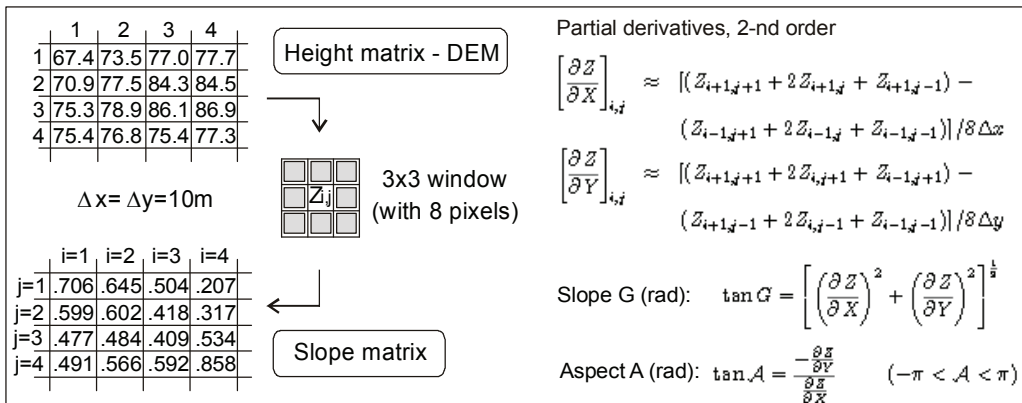 1 2 3 4
1 67.4 73.5 77.0 77.7
2 70.9 77.5 84.3 84.5
3 75.3 78.9 86.1 86.9
4 75.4 76.8 75.4 77.3
Height matrix - DEM
Δx= Δy=10m
Zi,j
3x3 window
(with 8 pixels)
i=1 i=2 i=3 i=4
j=1 .706 .645 .504 .207
j=2 .599 .602 .418 .317
j=3 .477 .484 .409 .534
j=4 .491 .566 .592 .858
Slope matrix
Partial derivatives, 2-nd order
[∂Z/∂X]i,j ≈ [(Zi+1,j+1 + 2Zi+1,j + Zi+1,j−1) −
(Zi−1,j+1 + 2Zi−1,j + Zi−1,j−1)]/8Δx
[∂Z/∂Y]i,j ≈ [(Zi+1,j+1 + 2Zi,j+1 + Zi−1,j+1) −
(Zi+1,j−1 + 2Zi,j−1 + Zi−1,j−1)]/8Δy
Slope G (rad): tan G = [(∂Z/∂X)² + (∂Z/∂Y)²]^½
Aspect A (rad): tan A = −∂Z/∂Y / ∂Z/∂X (−π < A < π)